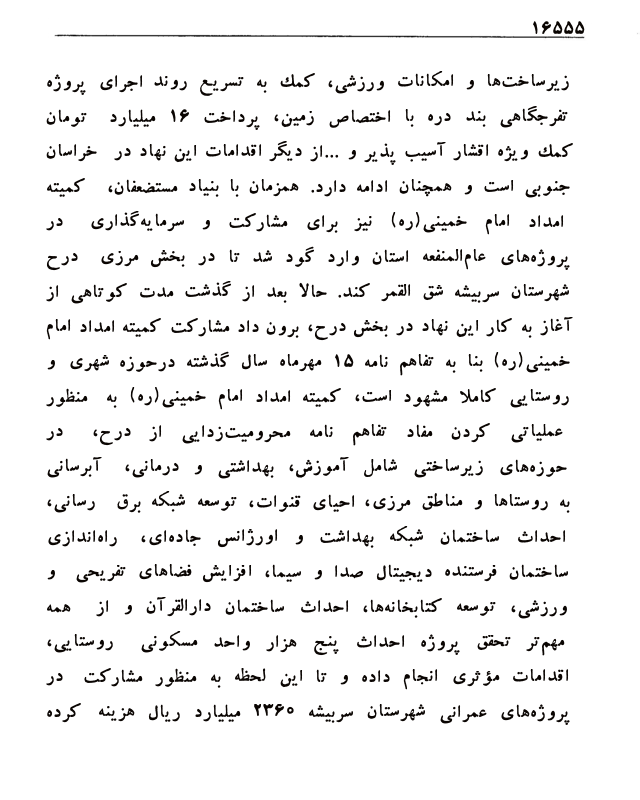 ۱۶۵۵۵
زیرساخت‌ها و امکانات ورزشی، کمك به تسریع روند اجرای پروژه
تفرجگاهی بند دره با اختصاص زمین، پرداخت ۱۶ میلیارد تومان
کمك ویژه اقشار آسیب پذیر و ...از دیگر اقدامات این نهاد در خراسان
جنوبی است و همچنان ادامه دارد. همزمان با بنیاد مستضعفان، کمیته
امداد امام خمینی(ره) نیز برای مشارکت و سرمایه‌گذاری در
پروژه‌های عام‌المنفعه استان وارد گود شد تا در بخش مرزی درح
شهرستان سربیشه شق القمر کند. حالا بعد از گذشت مدت کوتاهی از
آغاز به کار این نهاد در بخش درح، برون داد مشارکت کمیته امداد امام
خمینی(ره) بنا به تفاهم نامه ۱۵ مهرماه سال گذشته درحوزه شهری و
روستایی کاملا مشهود است، کمیته امداد امام خمینی(ره) به منظور
عملیاتی کردن مفاد تفاهم نامه محرومیت‌زدایی از درح، در
حوزه‌های زیرساختی شامل آموزش، بهداشتی و درمانی، آبرسانی
به روستاها و مناطق مرزی، احیای قنوات، توسعه شبکه برق رسانی،
احداث ساختمان شبکه بهداشت و اورژانس جاده‌ای، راه‌اندازی
ساختمان فرستنده دیجیتال صدا و سیما، افزایش فضاهای تفریحی و
ورزشی، توسعه کتابخانه‌ها، احداث ساختمان دارالقرآن و از همه
مهم‌تر تحقق پروژه احداث پنج هزار واحد مسکونی روستایی،
اقدامات مؤثری انجام داده و تا این لحظه به منظور مشارکت در
پروژه‌های عمرانی شهرستان سربیشه ۲۳۶۰ میلیارد ریال هزینه کرده